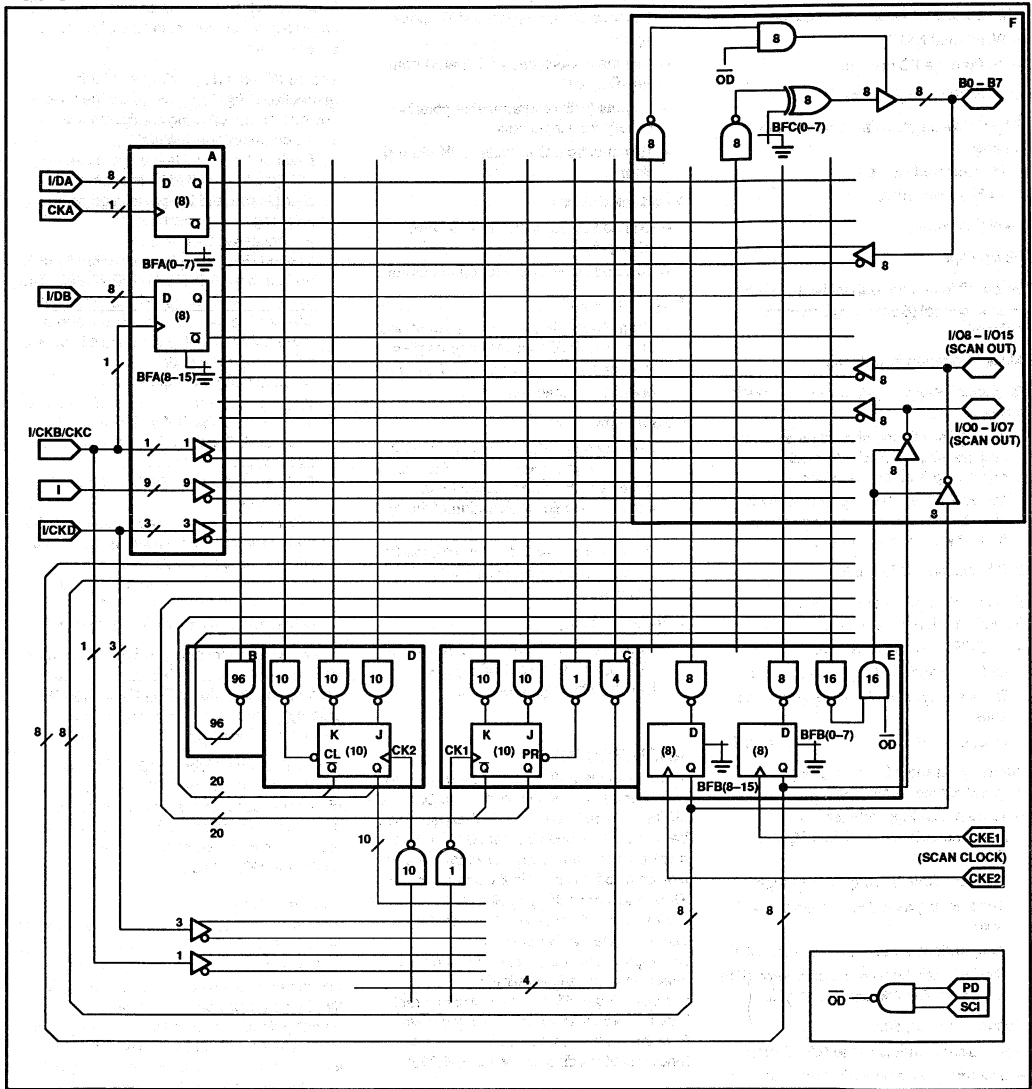 F
8
OD
B0 – B7
8
8
8
BFC(0–7)
8
8
A
I/DA
8
D Q
(8)
CKA
1
Q
BFA(0–7)
8
I/DB
8
D Q
(8)
Q
1
BFA(8–15)
I/O8 – I/O15
(SCAN OUT)
8
I/O0 – I/O7
(SCAN OUT)
8
I/CKB/CKC
1
1
8
I
9
9
8
I/CKD
3
3
1
3
B
D
C
E
96
10
10
10
10
10
1
4
8
8
16
16
K J
(10)
CL
Q Q
CK2
CK1
K J
(10)
PR
Q Q
D
(8)
Q
D
(8)
Q
BFB(0–7)
OD
BFB(8–15)
96
8
8
20
20
10
10
1
CKE1
(SCAN CLOCK)
CKE2
3
8
8
1
4
OD
PD
SCI